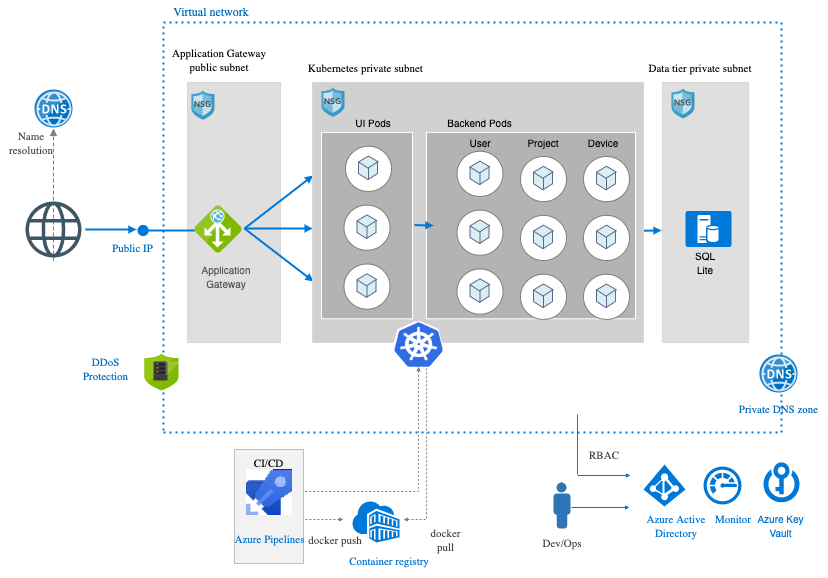 Virtual network
Application Gateway
public subnet
Kubernetes private subnet
Data tier private subnet
NSG
NSG
NSG
DNS
Name
resolution
UI Pods
Backend Pods
User
Project
Device
Public IP
Application
Gateway
SQL
Lite
DDoS
Protection
DNS
Private DNS zone
CI/CD
Azure Pipelines
docker push
Container registry
docker
pull
RBAC
Dev/Ops
Azure Active
Directory
Monitor
Azure Key
Vault